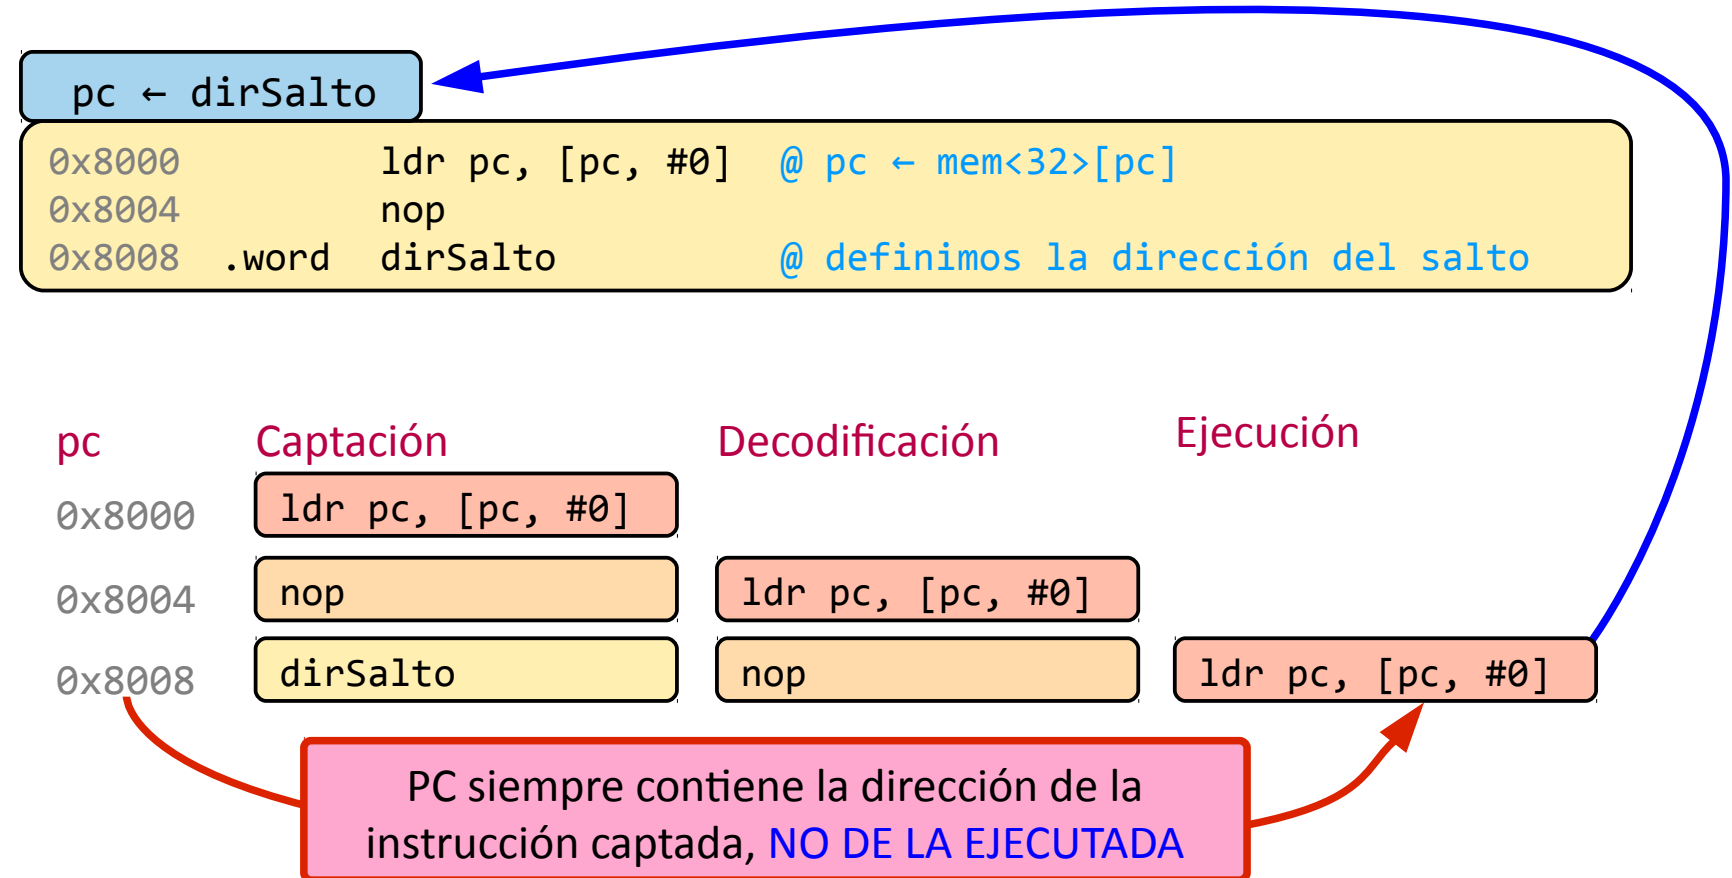 pc ← dirSalto
0x8000 ldr pc, [pc, #0] @ pc ← mem<32>[pc]
0x8004 nop
0x8008 .word dirSalto @ definimos la dirección del salto
pc Captación Decodificación Ejecución
0x8000 ldr pc, [pc, #0]
0x8004 nop ldr pc, [pc, #0]
0x8008 dirSalto nop ldr pc, [pc, #0]
PC siempre contiene la dirección de la
instrucción captada, NO DE LA EJECUTADA